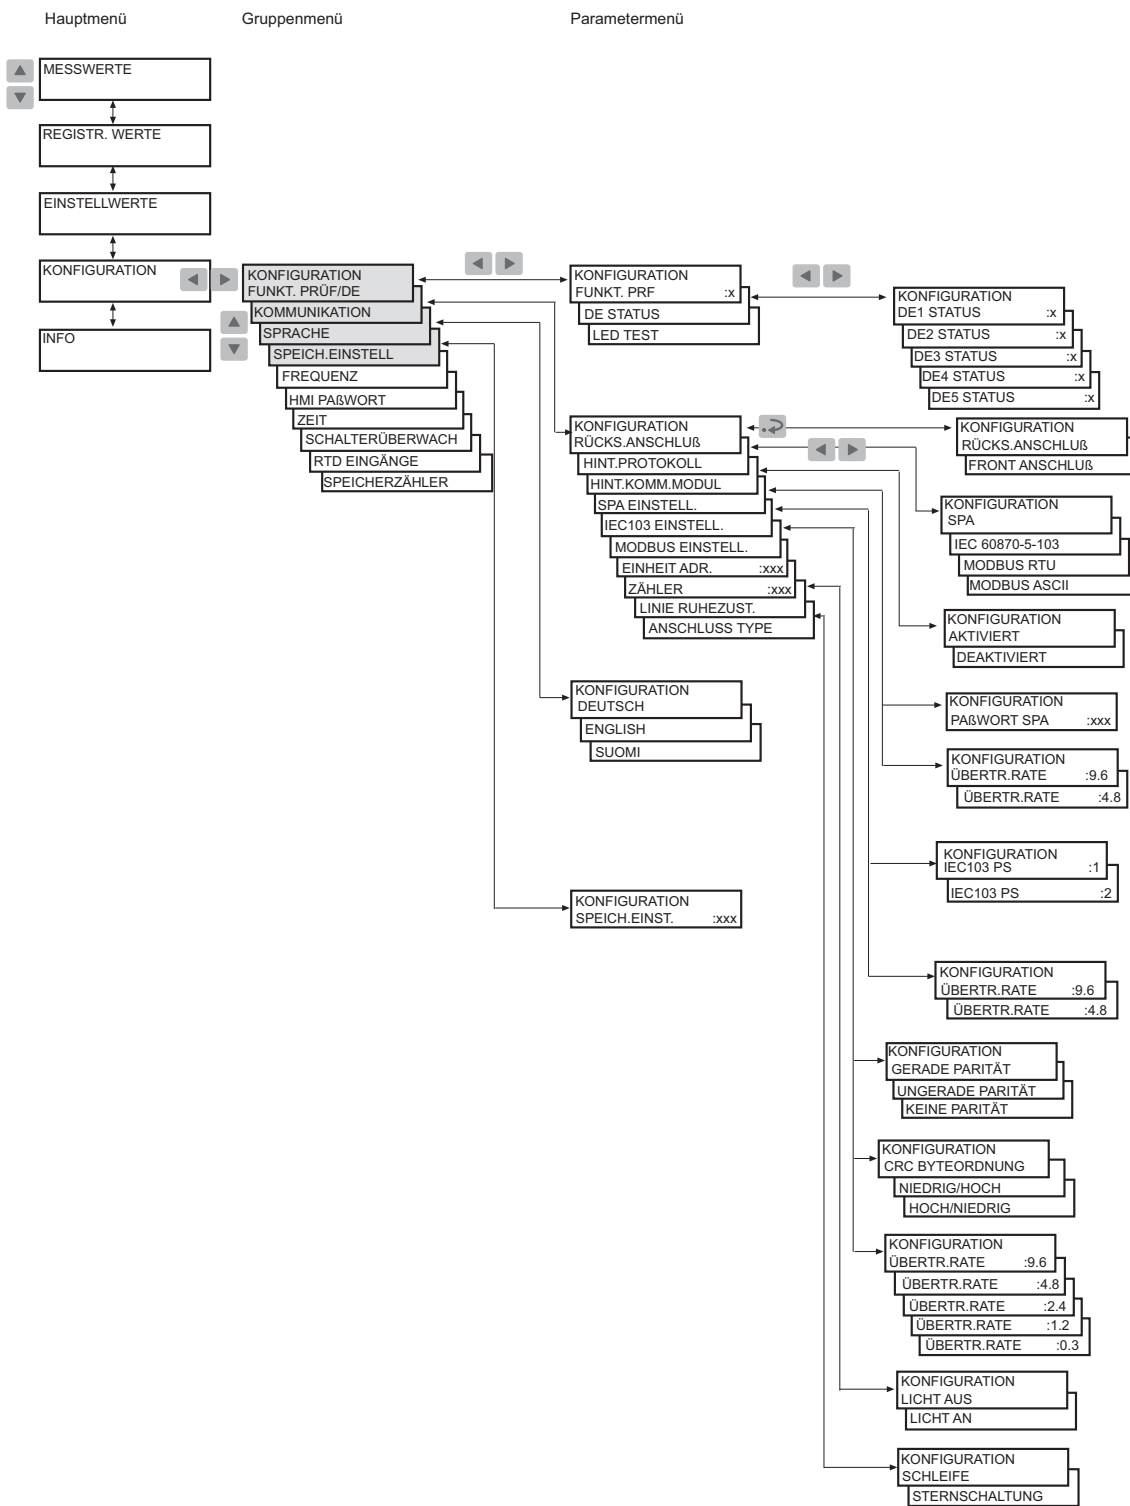 Hauptmenü
Gruppenmenü
Parametermenü
MESSWERTE
REGISTR. WERTE
EINSTELLWERTE
KONFIGURATION
INFO
KONFIGURATION
FUNKT. PRÜF/DE
KOMMUNIKATION
SPRACHE
SPEICH.EINSTELL
FREQUENZ
HMI PAßWORT
ZEIT
SCHALTERÜBERWACH
RTD EINGÄNGE
SPEICHERZÄHLER
KONFIGURATION
FUNKT. PRF :x
DE STATUS
LED TEST
KONFIGURATION
DE1 STATUS :x
DE2 STATUS :x
DE3 STATUS :x
DE4 STATUS :x
DE5 STATUS :x
KONFIGURATION
RÜCKS.ANSCHLUß
HINT.PROTOKOLL
HINT.KOMM.MODUL
SPA EINSTELL.
IEC103 EINSTELL.
MODBUS EINSTELL.
EINHEIT ADR. :xxx
ZÄHLER :xxx
LINIE RUHEZUST.
ANSCHLUSS TYPE
KONFIGURATION
RÜCKS.ANSCHLUß
FRONT ANSCHLUß
KONFIGURATION
SPA
IEC 60870-5-103
MODBUS RTU
MODBUS ASCII
KONFIGURATION
AKTIVIERT
DEAKTIVIERT
KONFIGURATION
DEUTSCH
ENGLISH
SUOMI
KONFIGURATION
PAßWORT SPA :xxx
KONFIGURATION
ÜBERTR.RATE :9.6
ÜBERTR.RATE :4.8
KONFIGURATION
IEC103 PS :1
IEC103 PS :2
KONFIGURATION
SPEICH.EINST. :xxx
KONFIGURATION
ÜBERTR.RATE :9.6
ÜBERTR.RATE :4.8
KONFIGURATION
GERADE PARITÄT
UNGERADE PARITÄT
KEINE PARITÄT
KONFIGURATION
CRC BYTEORDNUNG
NIEDRIG/HOCH
HOCH/NIEDRIG
KONFIGURATION
ÜBERTR.RATE :9.6
ÜBERTR.RATE :4.8
ÜBERTR.RATE :2.4
ÜBERTR.RATE :1.2
ÜBERTR.RATE :0.3
KONFIGURATION
LICHT AUS
LICHT AN
KONFIGURATION
SCHLEIFE
STERNSCHALTUNG